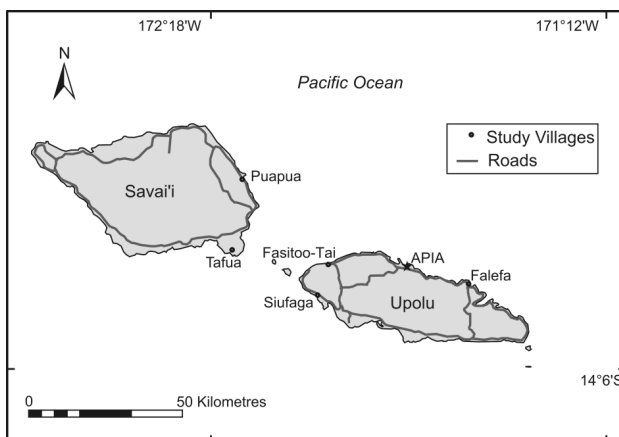 172°18'W
171°12'W
N
Pacific Ocean
Study Villages
Roads
Puapua
Savai'i
Tafua
Fasitoo-Tai
APIA
Falefa
Siufaga
Upolu
14°6'S
0
50 Kilometres